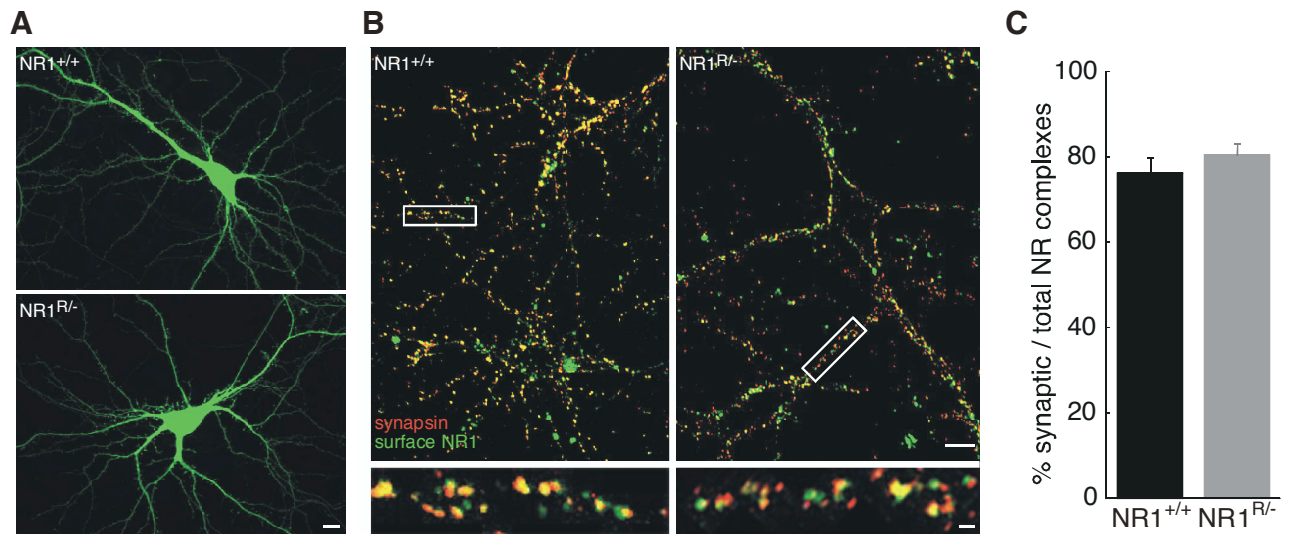 A
NR1+/+
NR1R/-
B
NR1+/+
NR1R/-
synapsin
surface NR1
C
% synaptic / total NR complexes
100
80
60
40
20
0
NR1+/+ NR1R/-